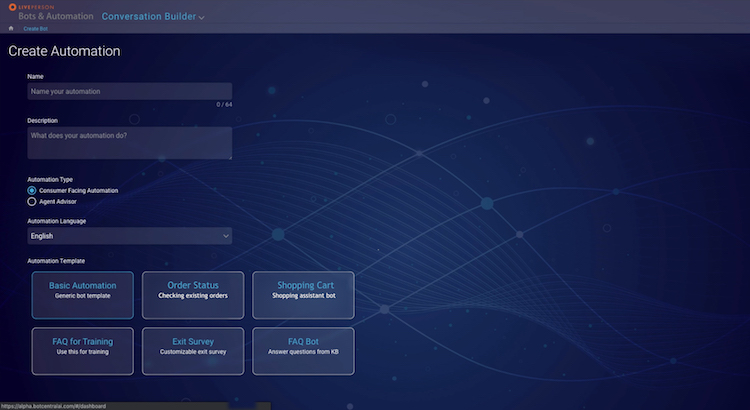 LIVEPERSON
Bots & Automation Conversation Builder
Create Bot
Create Automation
Name
Name your automation
0 / 64
Description
What does your automation do?
Automation Type
Consumer Facing Automation
Agent Advisor
Automation Language
English
Automation Template
Basic Automation
Generic bot template
Order Status
Checking existing orders
Shopping Cart
Shopping assistant bot
FAQ for Training
Use this for training
Exit Survey
Customizable exit survey
FAQ Bot
Answer questions from KB
https://alpha.botcentralai.com/#/dashboard